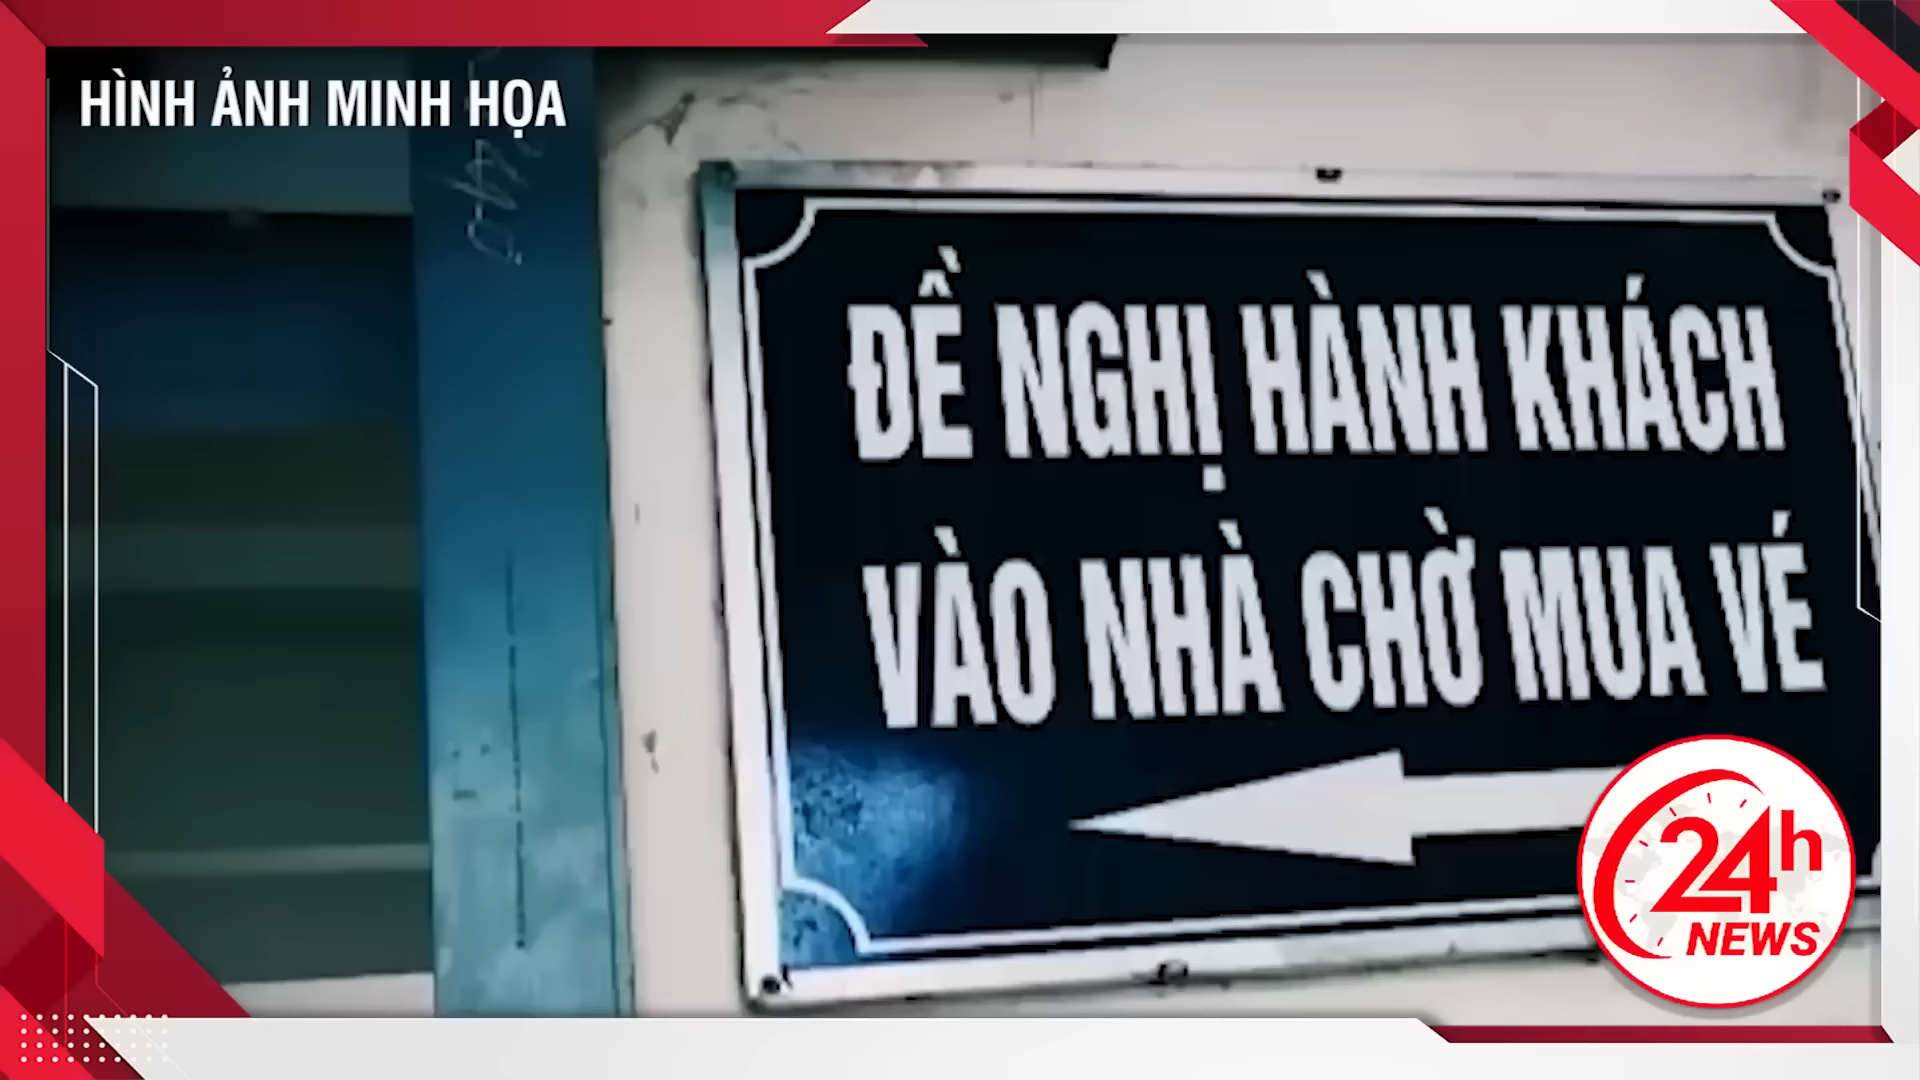 HÌNH ẢNH MINH HỌA
ĐỀ NGHỊ HÀNH KHÁCH
VÀO NHÀ CHỜ MUA VÉ
24h
NEWS